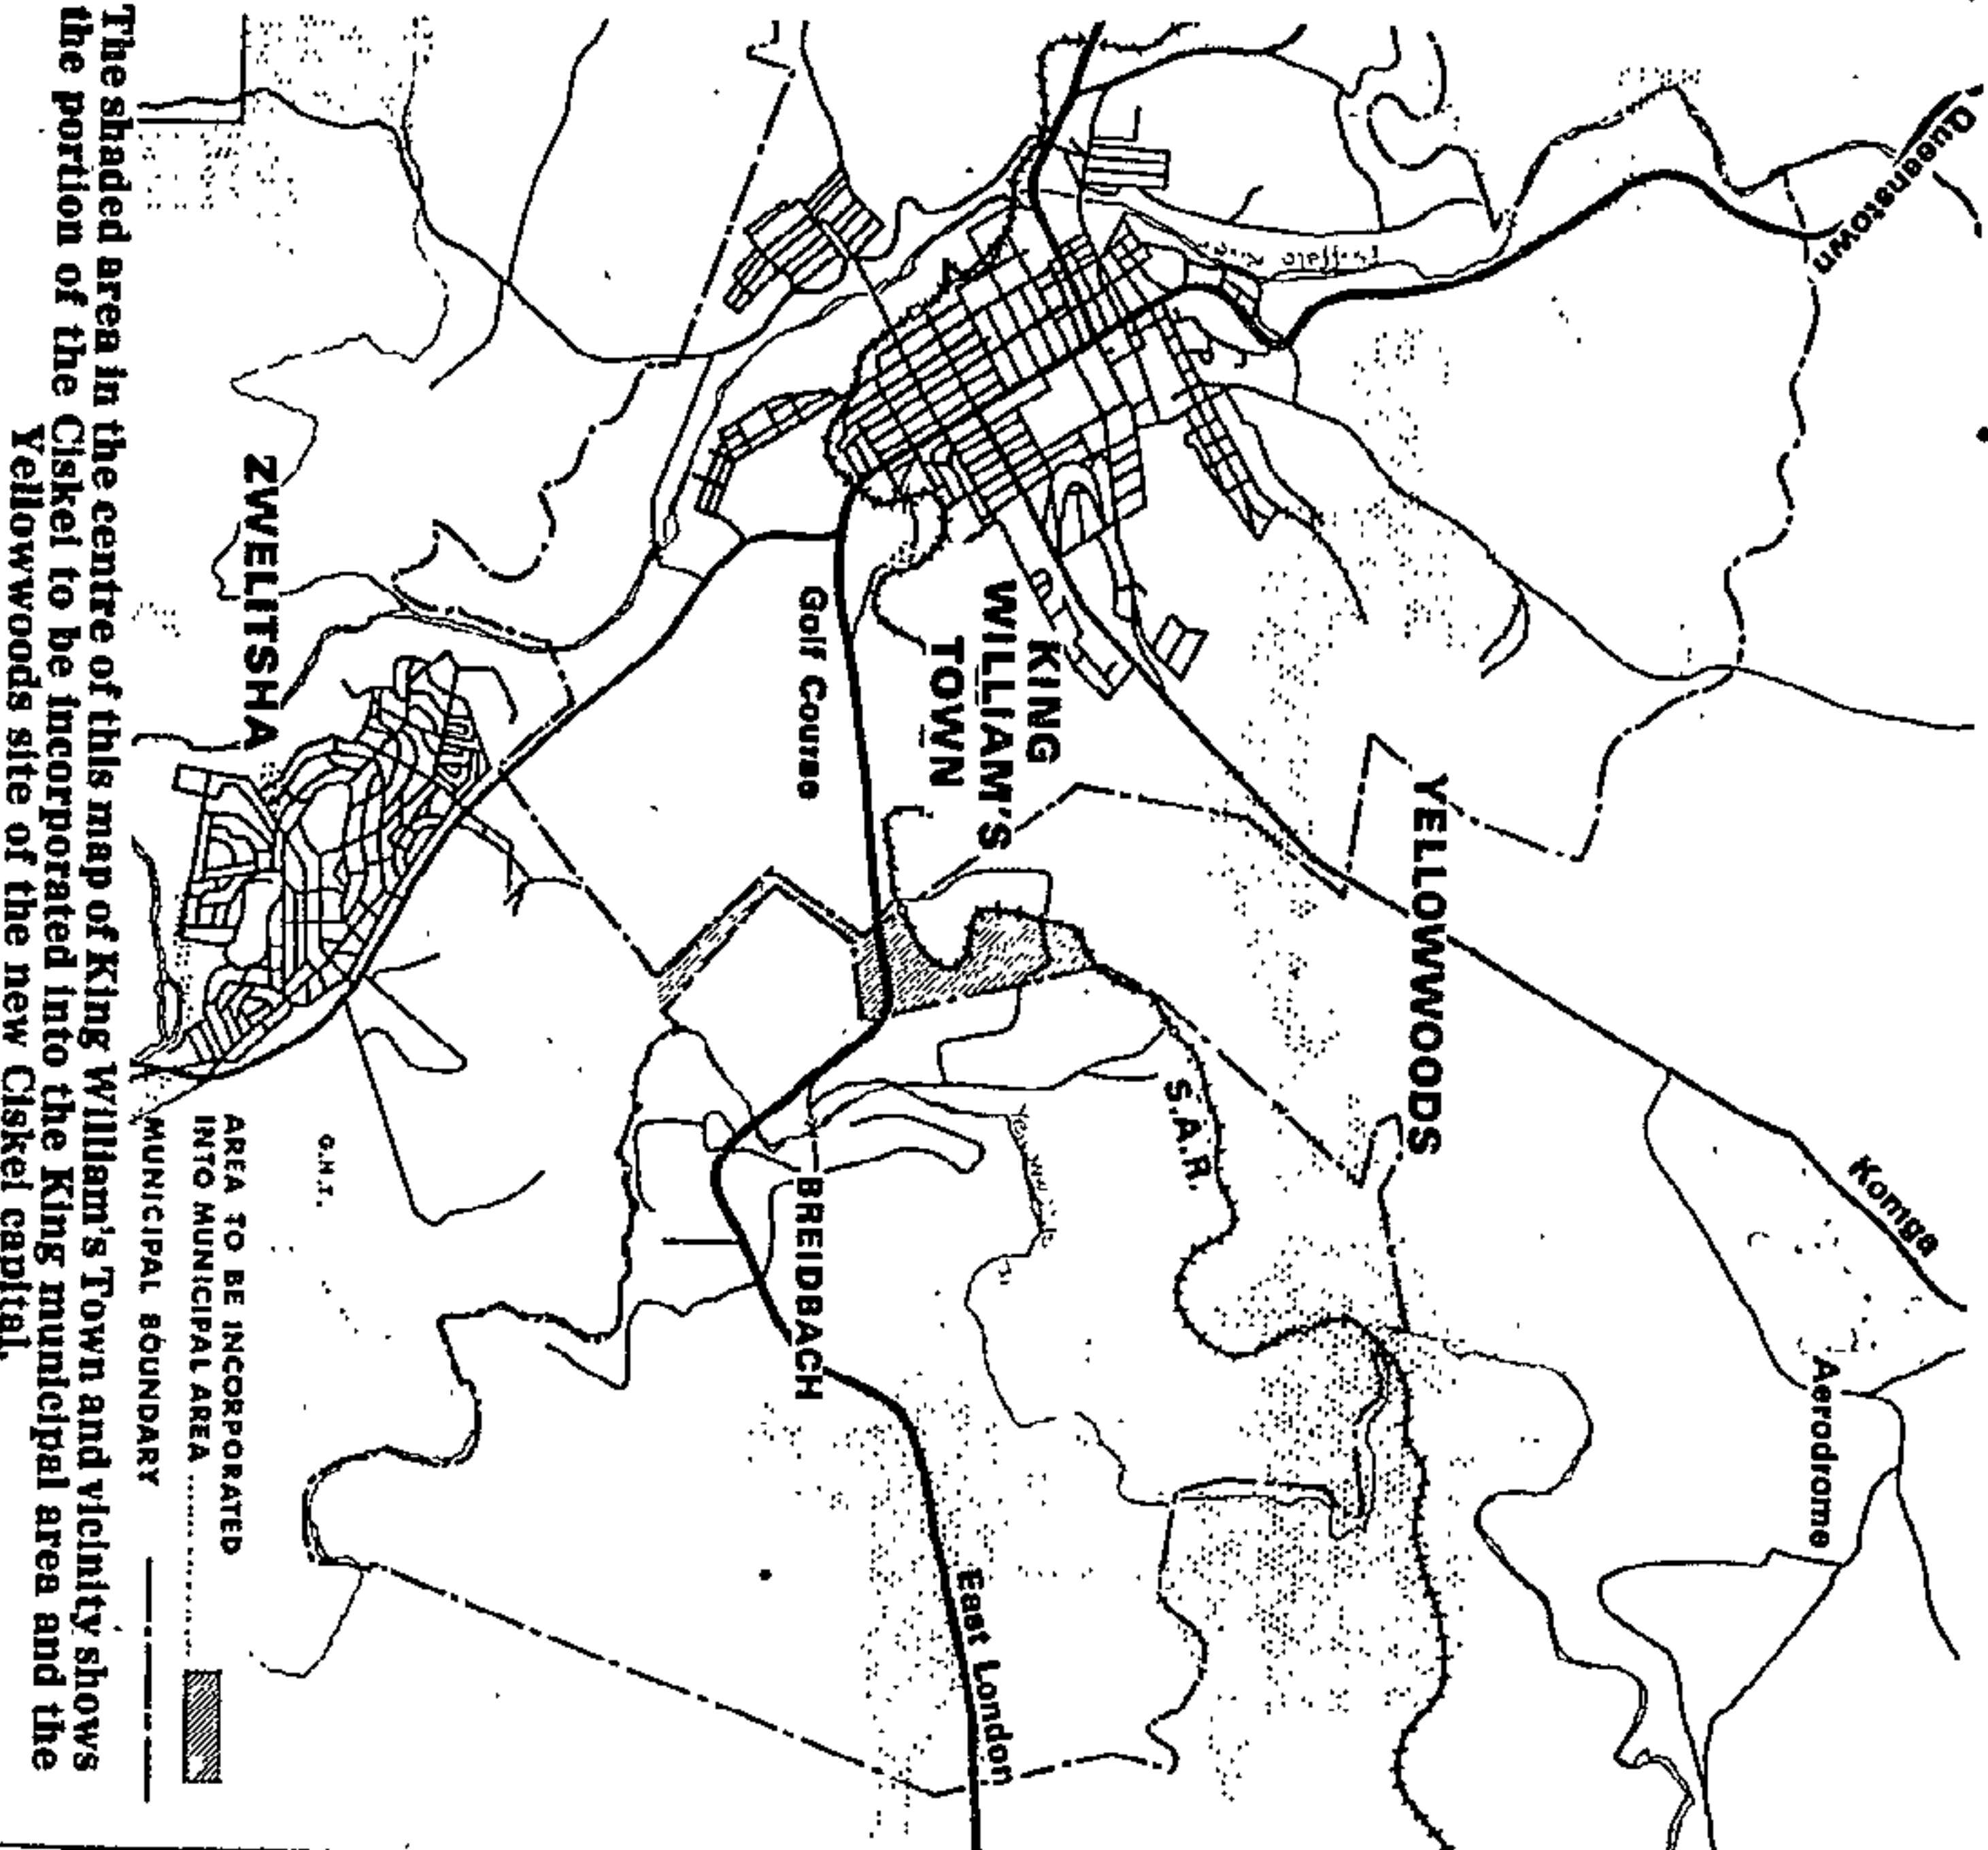 Queenstown
Komga
Aerodrome
YELLOWWOODS
S.A.R.
Buffalo River
KING
WILLIAM'S
TOWN
Golf Course
BREIDBACH
East London
ZWELITSHA
G.H.T.
AREA TO BE INCORPORATED
INTO MUNICIPAL AREA
MUNICIPAL BOUNDARY
The shaded area in the centre of this map of King William's Town and vicinity shows
the portion of the Ciskei to be incorporated into the King municipal area and the
Yellowwoods site of the new Ciskei capital.